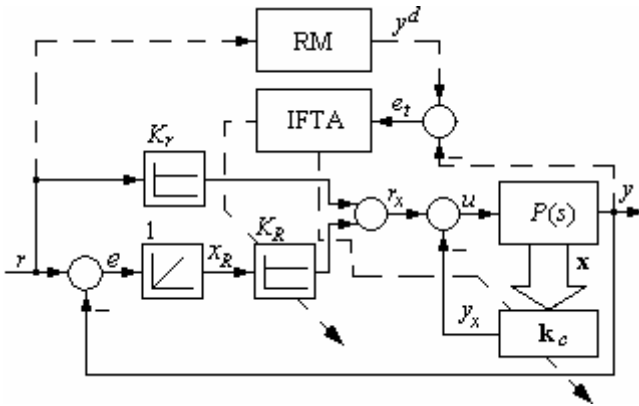 RM
y^d
IFTA
e_t
K_r
r_x
u
P(s)
y
1
K_R
r
e
x_R
x
y_x
k_c